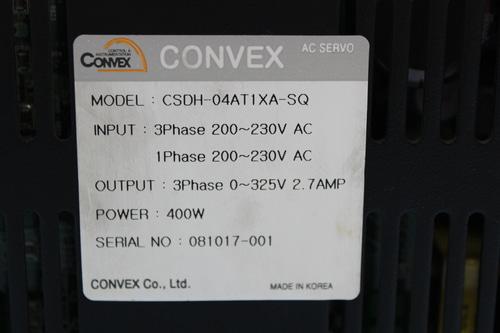 CONTROL & INSTRUMENTATION
CONVEX
CONVEX
AC SERVO
MODEL : CSDH-04AT1XA-SQ
INPUT : 3Phase 200~230V AC
1Phase 200~230V AC
OUTPUT : 3Phase 0~325V 2.7AMP
POWER : 400W
SERIAL NO : 081017-001
CONVEX Co., Ltd.
MADE IN KOREA